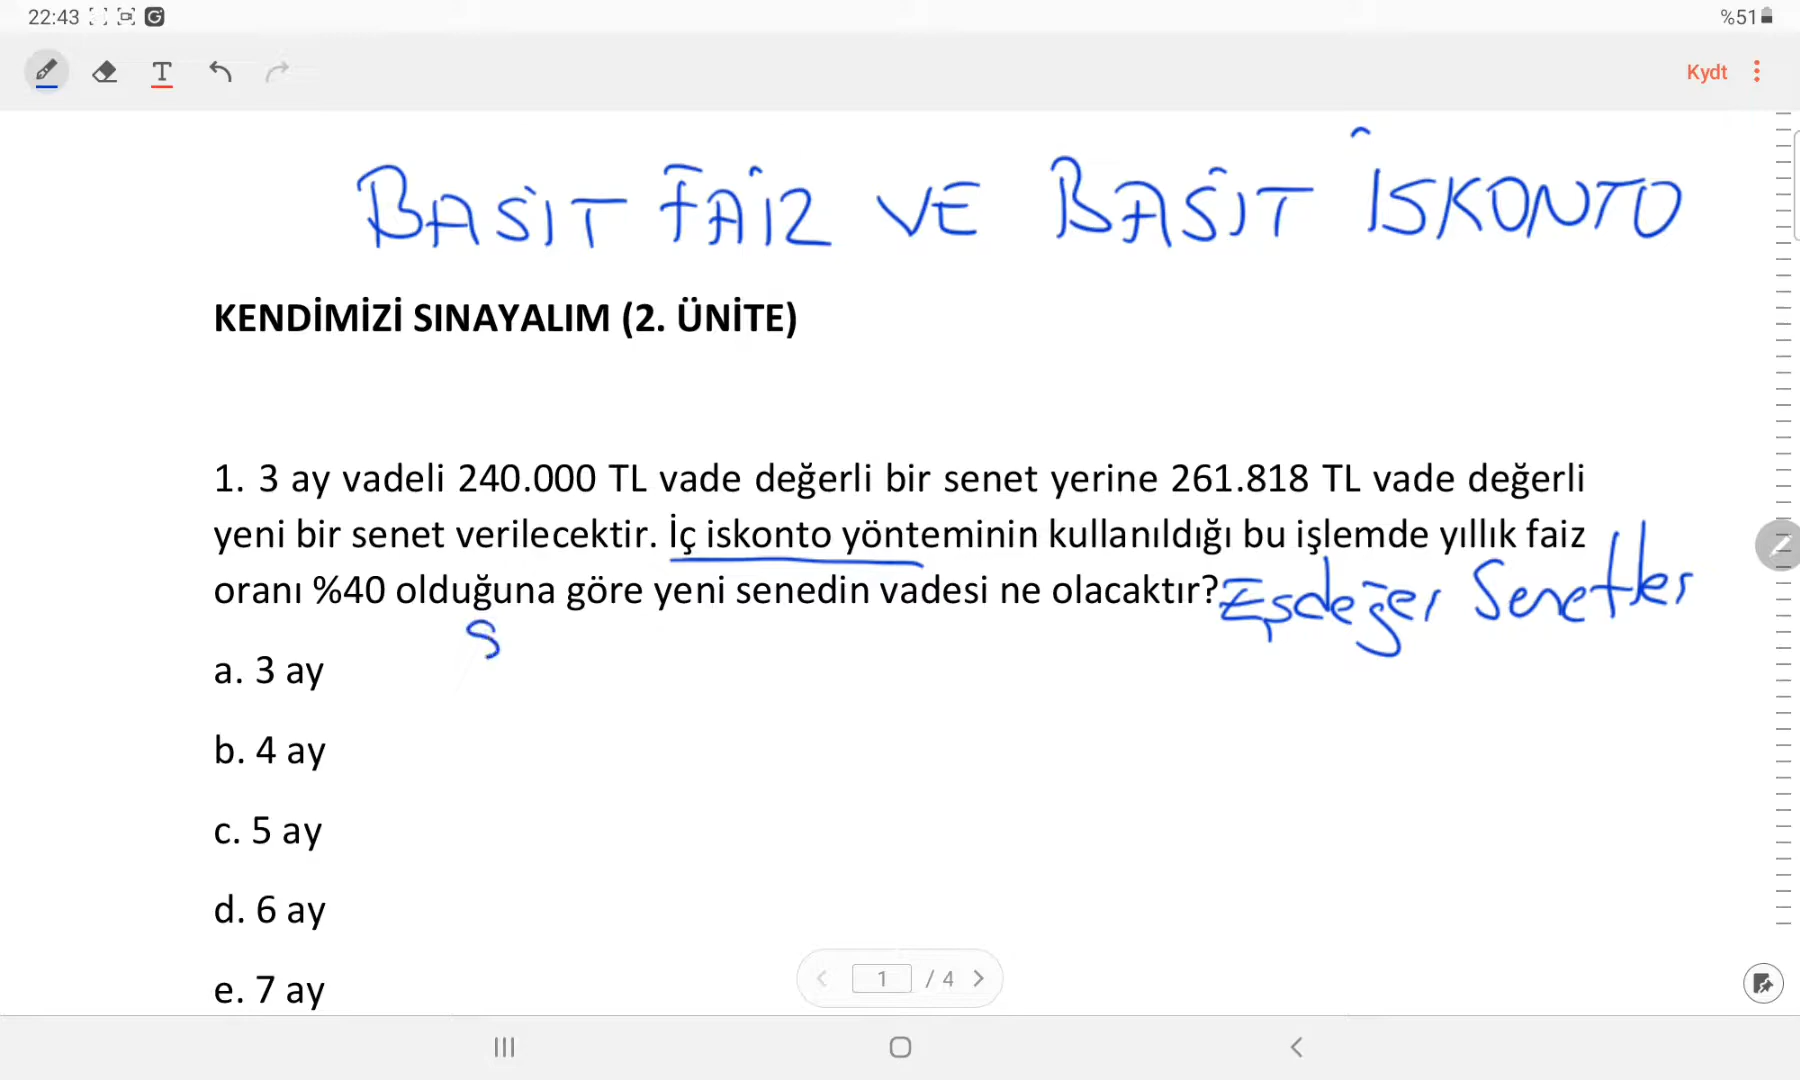 22:43
%51
T
Kydt
BASİT FAİZ VE BASİT İSKONTO
KENDİMİZİ SINAYALIM (2. ÜNİTE)
1. 3 ay vadeli 240.000 TL vade değerli bir senet yerine 261.818 TL vade değerli
yeni bir senet verilecektir. İç iskonto yönteminin kullanıldığı bu işlemde yıllık faiz
oranı %40 olduğuna göre yeni senedin vadesi ne olacaktır? Eşdeğer Senetler
S
a. 3 ay
b. 4 ay
c. 5 ay
d. 6 ay
e. 7 ay
1 / 4